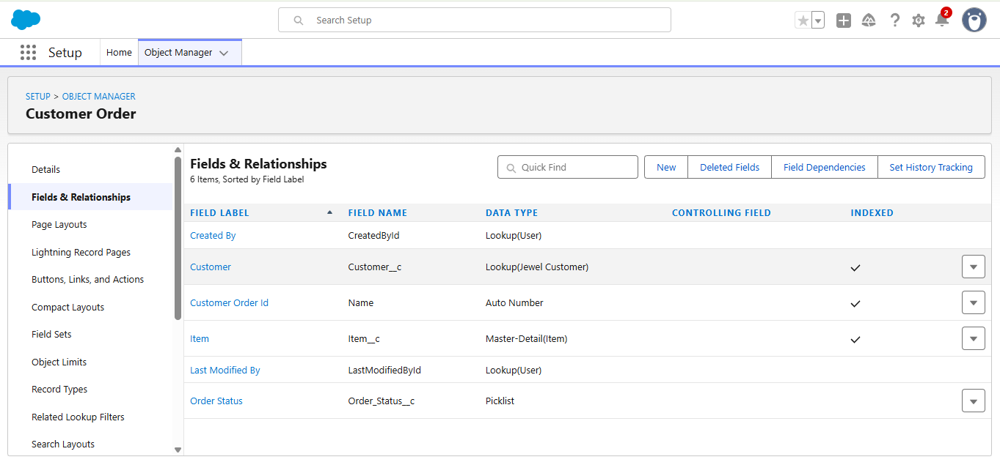 Search Setup
2
Setup
Home
Object Manager
SETUP > OBJECT MANAGER
Customer Order
Details
Fields & Relationships
Page Layouts
Lightning Record Pages
Buttons, Links, and Actions
Compact Layouts
Field Sets
Object Limits
Record Types
Related Lookup Filters
Search Layouts
Fields & Relationships
6 Items, Sorted by Field Label
Quick Find
New
Deleted Fields
Field Dependencies
Set History Tracking
FIELD LABEL FIELD NAME DATA TYPE CONTROLLING FIELD INDEXED
Created By CreatedById Lookup(User)
Customer Customer__c Lookup(Jewel Customer)
Customer Order Id Name Auto Number
Item Item__c Master-Detail(Item)
Last Modified By LastModifiedById Lookup(User)
Order Status Order_Status__c Picklist